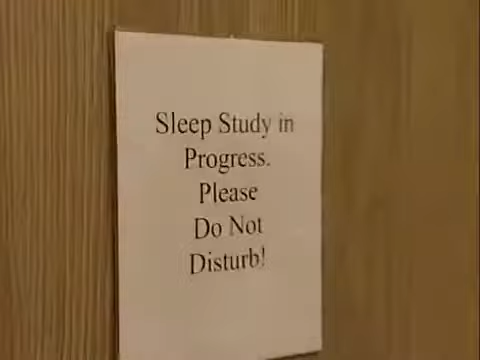 Sleep Study in
Progress.
Please
Do Not
Disturb!